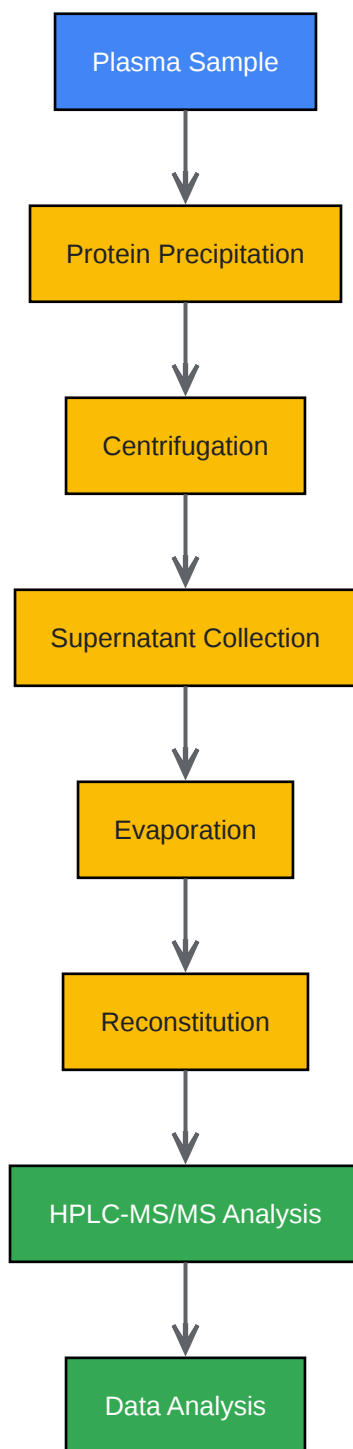 Plasma Sample
Protein Precipitation
Centrifugation
Supernatant Collection
Evaporation
Reconstitution
HPLC-MS/MS Analysis
Data Analysis